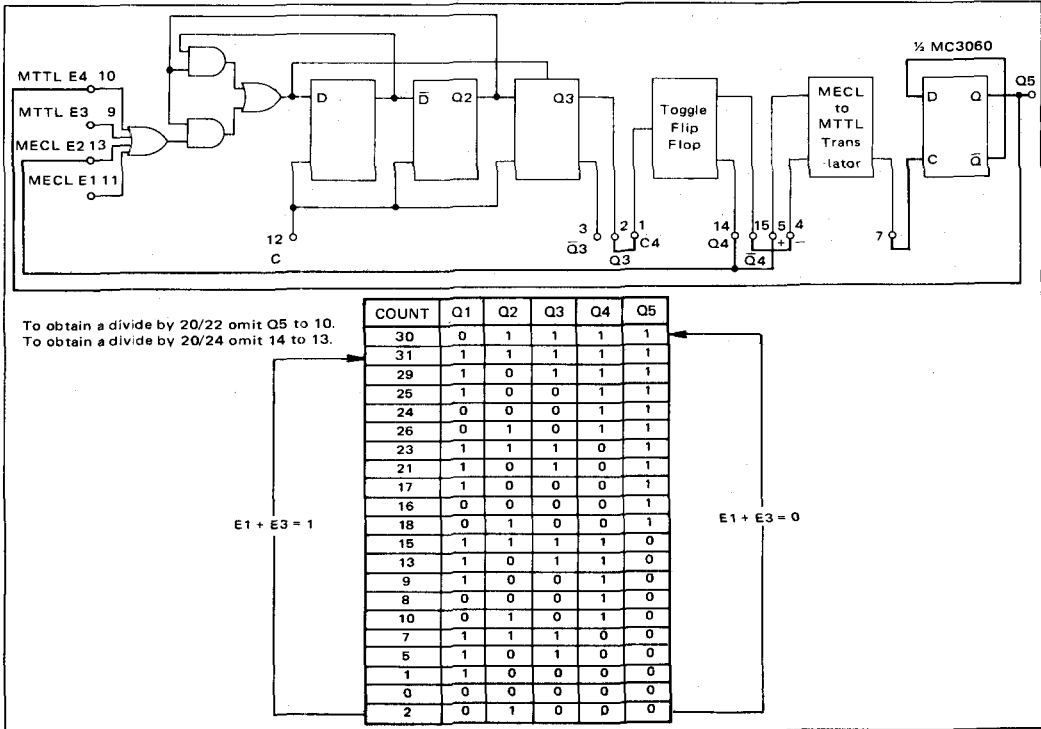 ½ MC3060
MTTL E4 10
MTTL E3 9
MECL E2 13
MECL E1 11
D
D̅ Q2
Q3
Toggle
Flip
Flop
MECL
to
MTTL
Trans
-lator
D Q
C Q̅
Q5
12
C
3
Q̅3
2
Q3
1
C4
14
Q4
15
Q̅4
5
+
4
−
7
To obtain a divide by 20/22 omit Q5 to 10.
To obtain a divide by 20/24 omit 14 to 13.
COUNT Q1 Q2 Q3 Q4 Q5
30 0 1 1 1 1
31 1 1 1 1 1
29 1 0 1 1 1
25 1 0 0 1 1
24 0 0 0 1 1
26 0 1 0 1 1
23 1 1 1 0 1
21 1 0 1 0 1
17 1 0 0 0 1
16 0 0 0 0 1
18 0 1 0 0 1
15 1 1 1 1 0
13 1 0 1 1 0
9 1 0 0 1 0
8 0 0 0 1 0
10 0 1 0 1 0
7 1 1 1 0 0
5 1 0 1 0 0
1 1 0 0 0 0
0 0 0 0 0 0
2 0 1 0 0 0
E1 + E3 = 1
E1 + E3 = 0